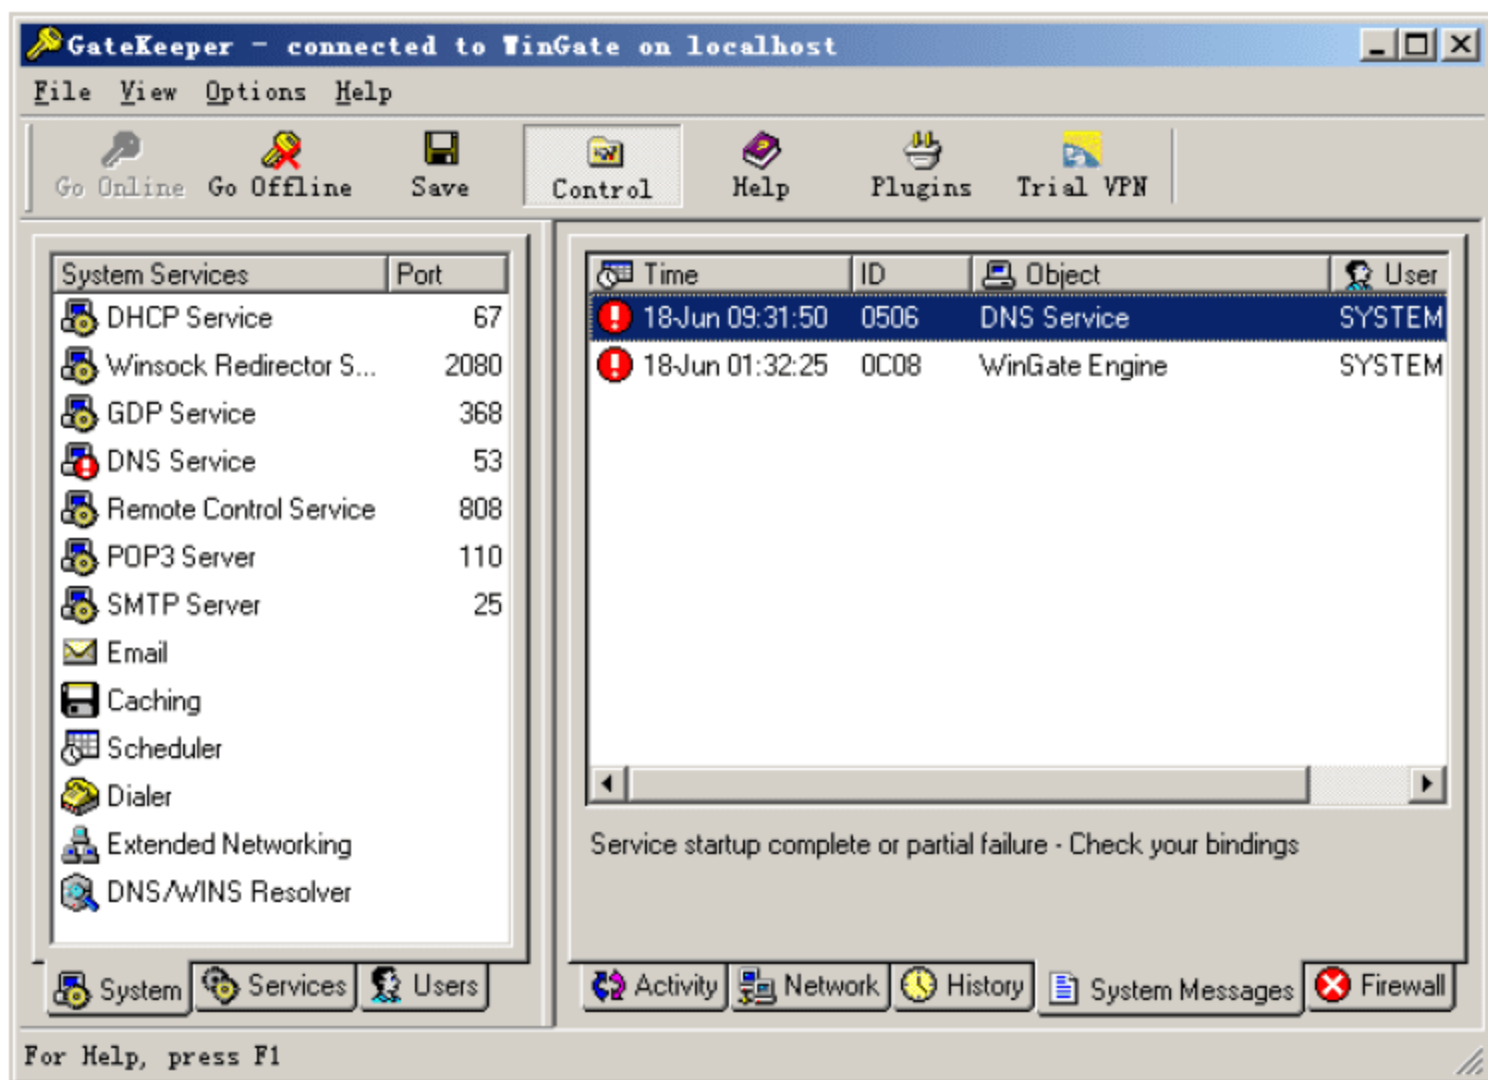 GateKeeper - connected to WinGate on localhost
File View Options Help
Go Online Go Offline Save Control Help Plugins Trial VPN
System Services Port
DHCP Service 67
Winsock Redirector S... 2080
GDP Service 368
DNS Service 53
Remote Control Service 808
POP3 Server 110
SMTP Server 25
Email
Caching
Scheduler
Dialer
Extended Networking
DNS/WINS Resolver
System Services Users
Time ID Object User
18-Jun 09:31:50 0506 DNS Service SYSTEM
18-Jun 01:32:25 0C08 WinGate Engine SYSTEM
Service startup complete or partial failure - Check your bindings
Activity Network History System Messages Firewall
For Help, press F1